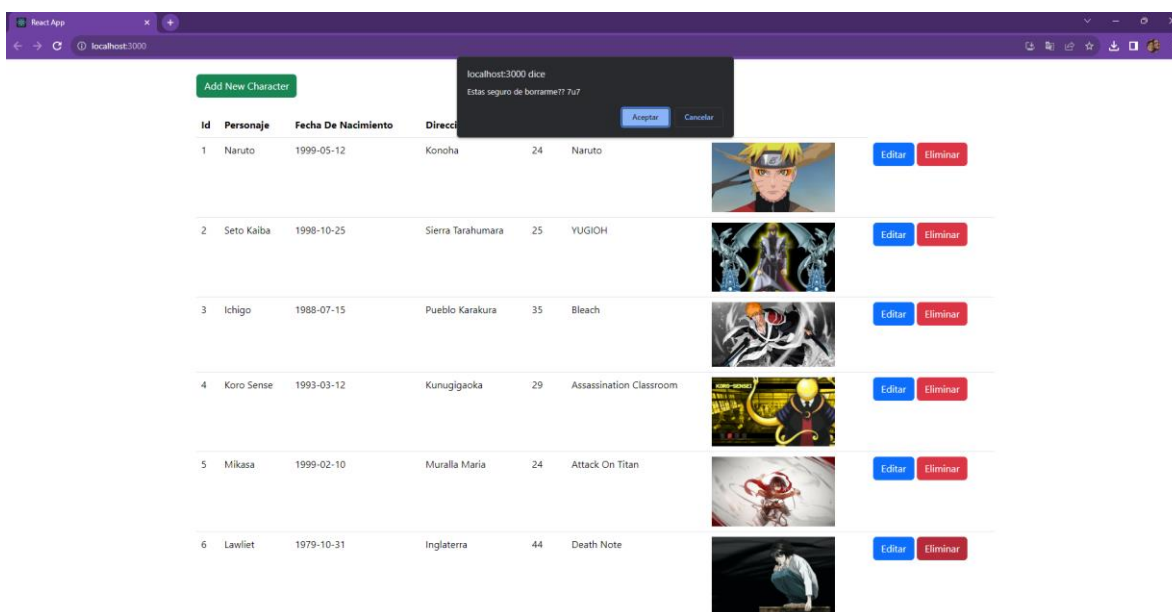 React App
localhost:3000
localhost:3000 dice
Estas seguro de borrarme?? 7u7
Aceptar Cancelar
Add New Character
Id Personaje Fecha De Nacimiento Direcci
1 Naruto 1999-05-12 Konoha 24 Naruto Editar Eliminar
2 Seto Kaiba 1998-10-25 Sierra Tarahumara 25 YUGIOH Editar Eliminar
3 Ichigo 1988-07-15 Pueblo Karakura 35 Bleach Editar Eliminar
4 Koro Sense 1993-03-12 Kunugigaoka 29 Assassination Classroom KORO-SENSEI Editar Eliminar
5 Mikasa 1999-02-10 Muralla Maria 24 Attack On Titan Editar Eliminar
6 Lawliet 1979-10-31 Inglaterra 44 Death Note Editar Eliminar